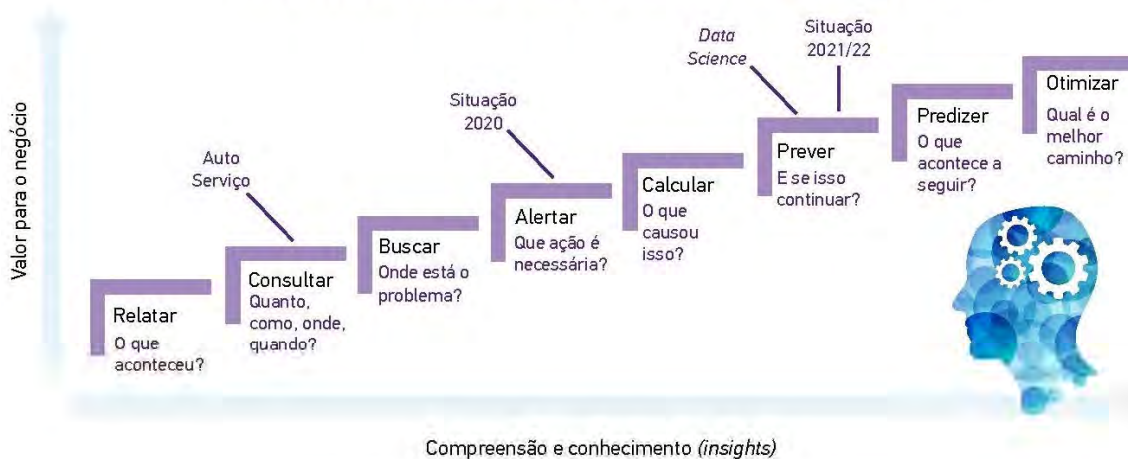 Valor para o negócio
Relatar
O que
aconteceu?
Auto
Serviço
Consultar
Quanto,
como, onde,
quando?
Buscar
Onde está o
problema?
Situação
2020
Alertar
Que ação é
necessária?
Calcular
O que
causou
isso?
Data
Science
Situação
2021/22
Prever
E se isso
continuar?
Predizer
O que
acontece a
seguir?
Otimizar
Qual é o
melhor
caminho?
Compreensão e conhecimento (insights)